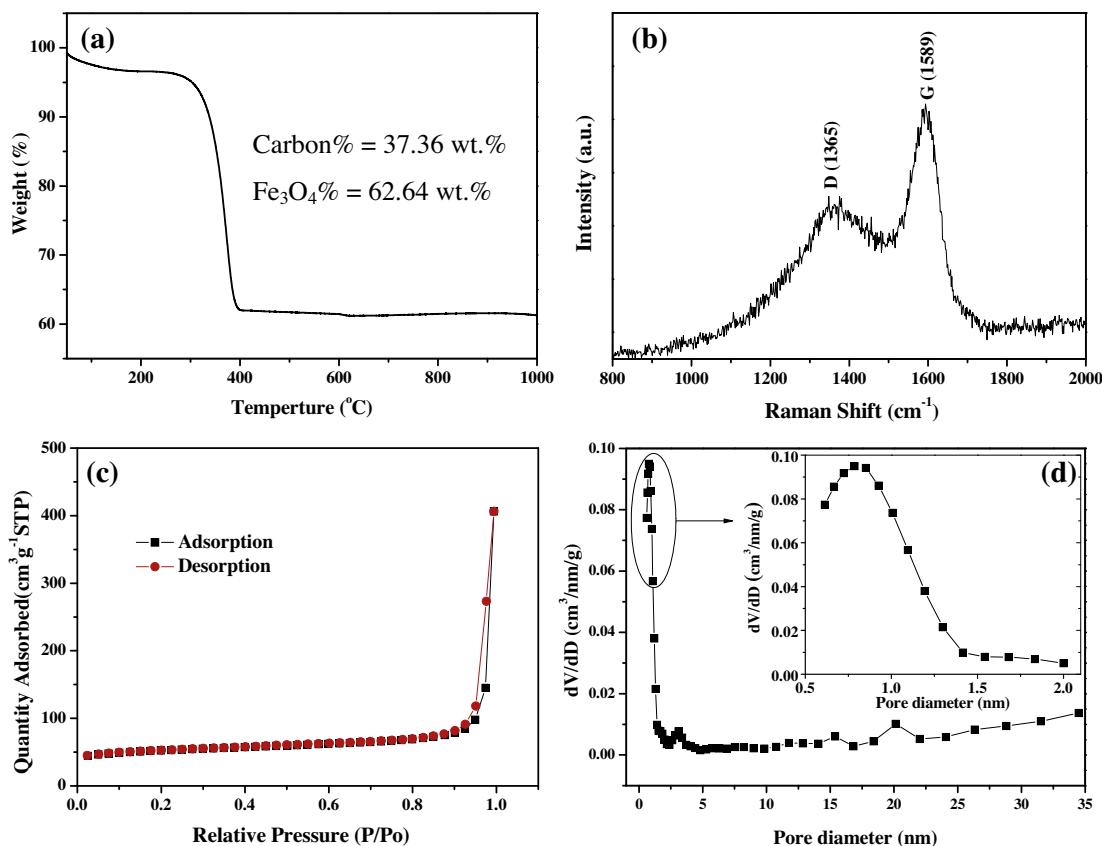 (a)
100
90
80
70
60
Weight (%)
Carbon% = 37.36 wt.%
Fe₃O₄% = 62.64 wt.%
200
400
600
800
1000
Temperture (°C)
(b)
D (1365)
G (1589)
Intensity (a.u.)
800
1000
1200
1400
1600
1800
2000
Raman Shift (cm⁻¹)
(c)
500
400
300
200
100
0
Quantity Adsorbed(cm³g⁻¹STP)
Adsorption
Desorption
0.0
0.2
0.4
0.6
0.8
1.0
Relative Pressure (P/Po)
(d)
0.10
0.08
0.06
0.04
0.02
0.00
dV/dD (cm³/nm/g)
0
5
10
15
20
25
30
35
Pore diameter (nm)
0.10
0.08
0.06
0.04
0.02
0.00
dV/dD (cm³/nm/g)
0.5
1.0
1.5
2.0
Pore diameter (nm)